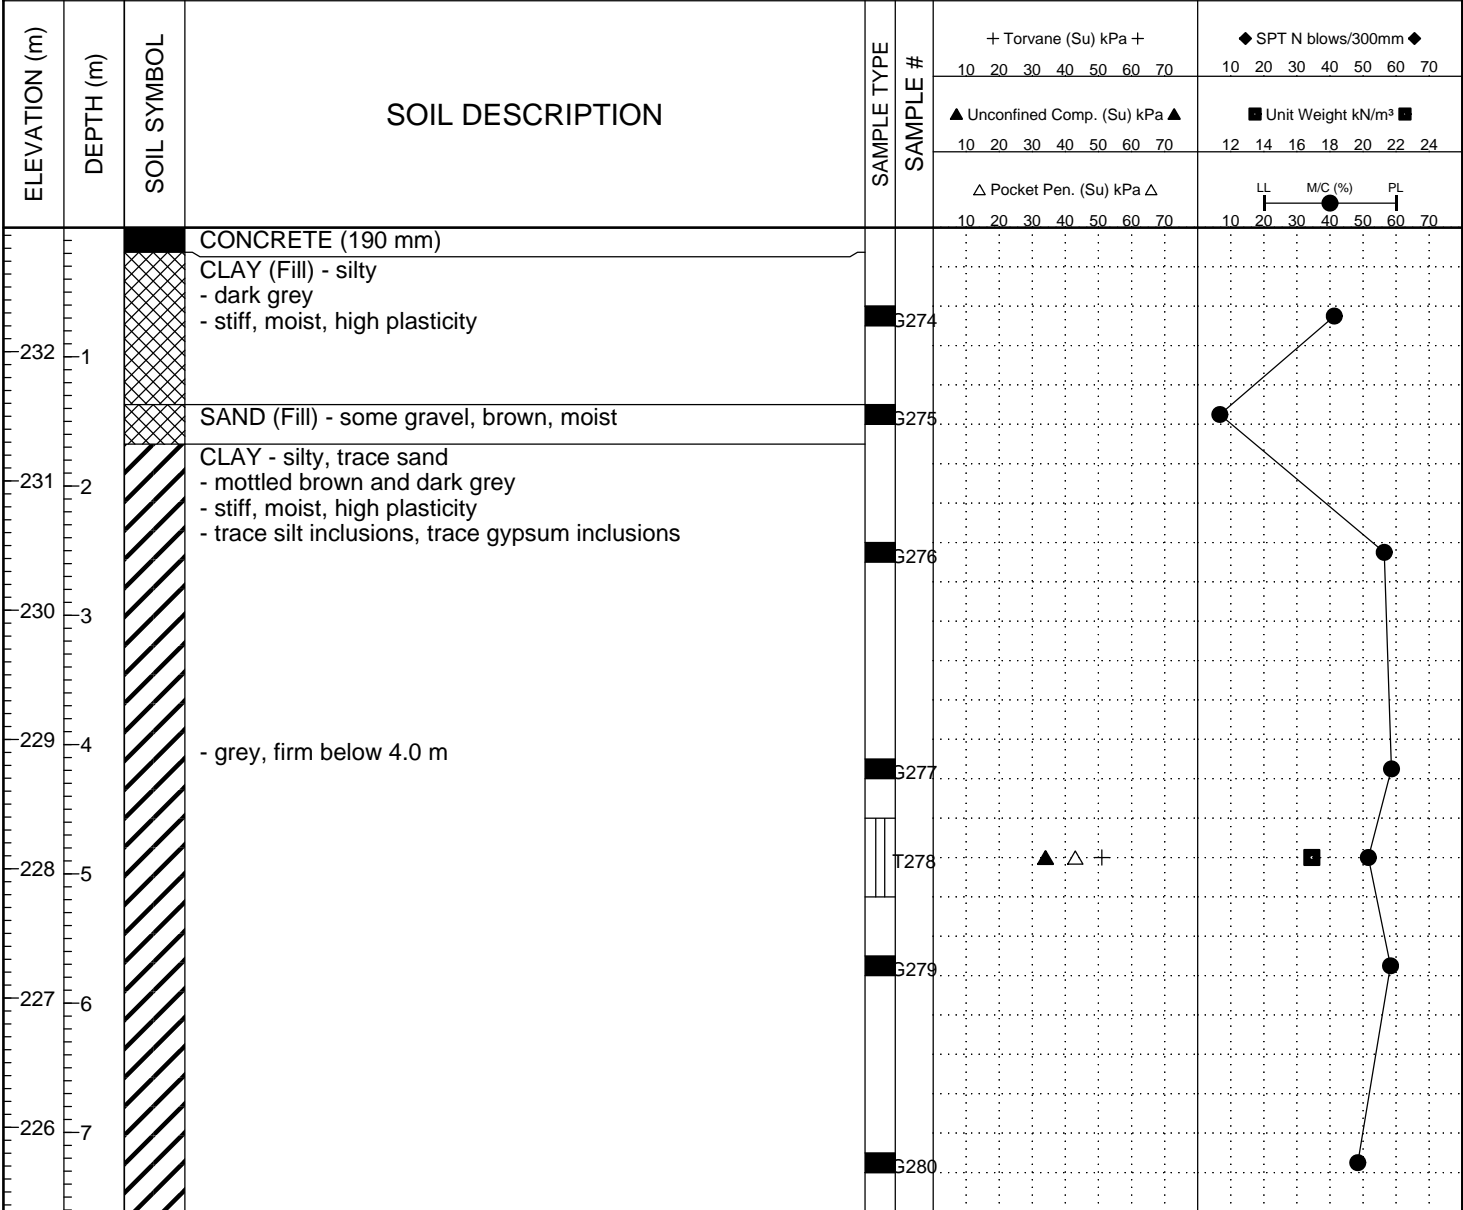 ELEVATION (m)
DEPTH (m)
SOIL SYMBOL
SOIL DESCRIPTION
SAMPLE TYPE
SAMPLE #
+ Torvane (Su) kPa +
10 20 30 40 50 60 70
▲ Unconfined Comp. (Su) kPa ▲
10 20 30 40 50 60 70
△ Pocket Pen. (Su) kPa △
10 20 30 40 50 60 70
◆ SPT N blows/300mm ◆
10 20 30 40 50 60 70
■ Unit Weight kN/m³ ■
12 14 16 18 20 22 24
LL M/C (%) PL
10 20 30 40 50 60 70
CONCRETE (190 mm)
CLAY (Fill) - silty
- dark grey
- stiff, moist, high plasticity
G274
232
1
SAND (Fill) - some gravel, brown, moist
G275
CLAY - silty, trace sand
231
2
- mottled brown and dark grey
- stiff, moist, high plasticity
- trace silt inclusions, trace gypsum inclusions
G276
230
3
229
4
- grey, firm below 4.0 m
G277
T278
228
5
G279
227
6
226
7
G280